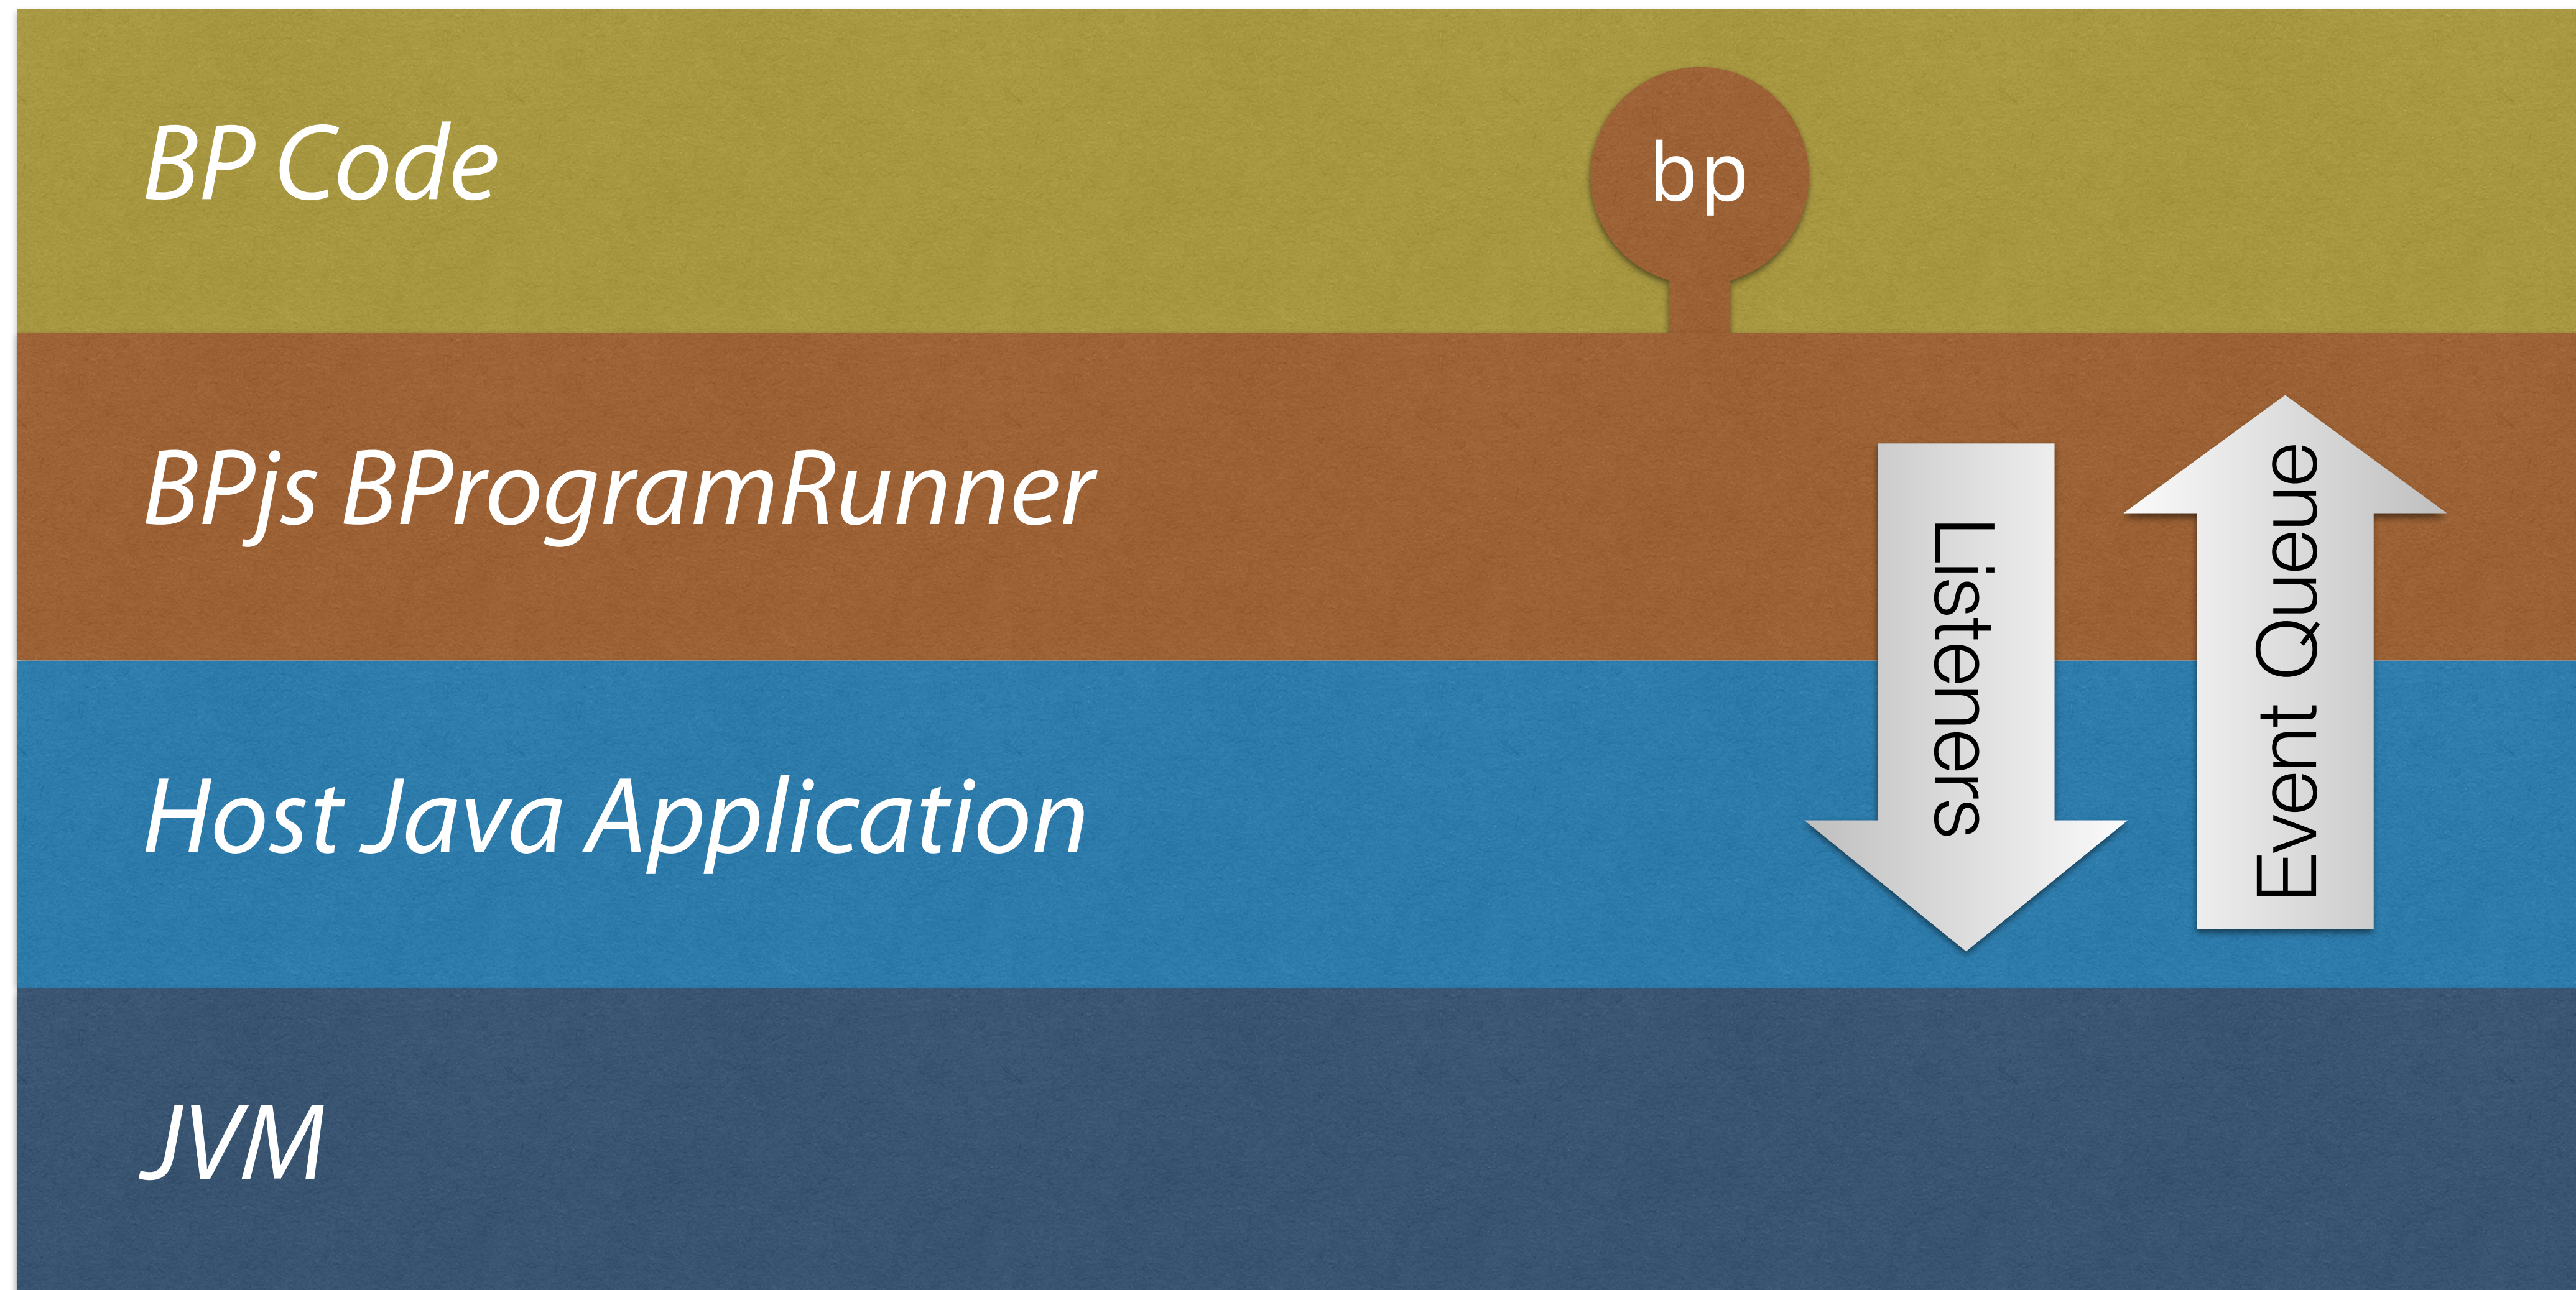 BP Code
bp
BPjs BProgramRunner
Listeners
Event Queue
Host Java Application
JVM